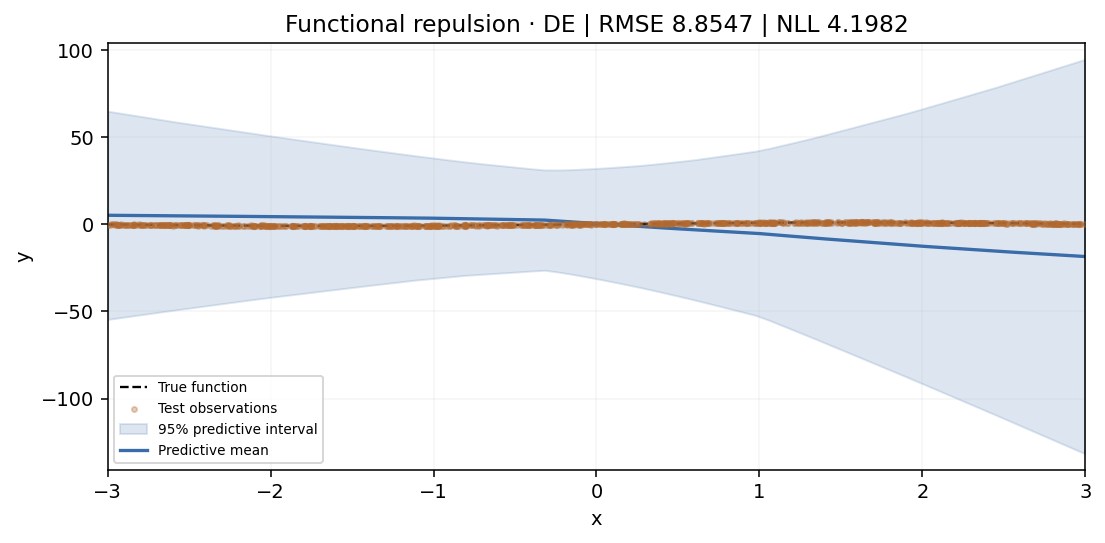 Functional repulsion · DE | RMSE 8.8547 | NLL 4.1982
100
50
0
−50
−100
y
True function
Test observations
95% predictive interval
Predictive mean
−3 −2 −1 0 1 2 3
x